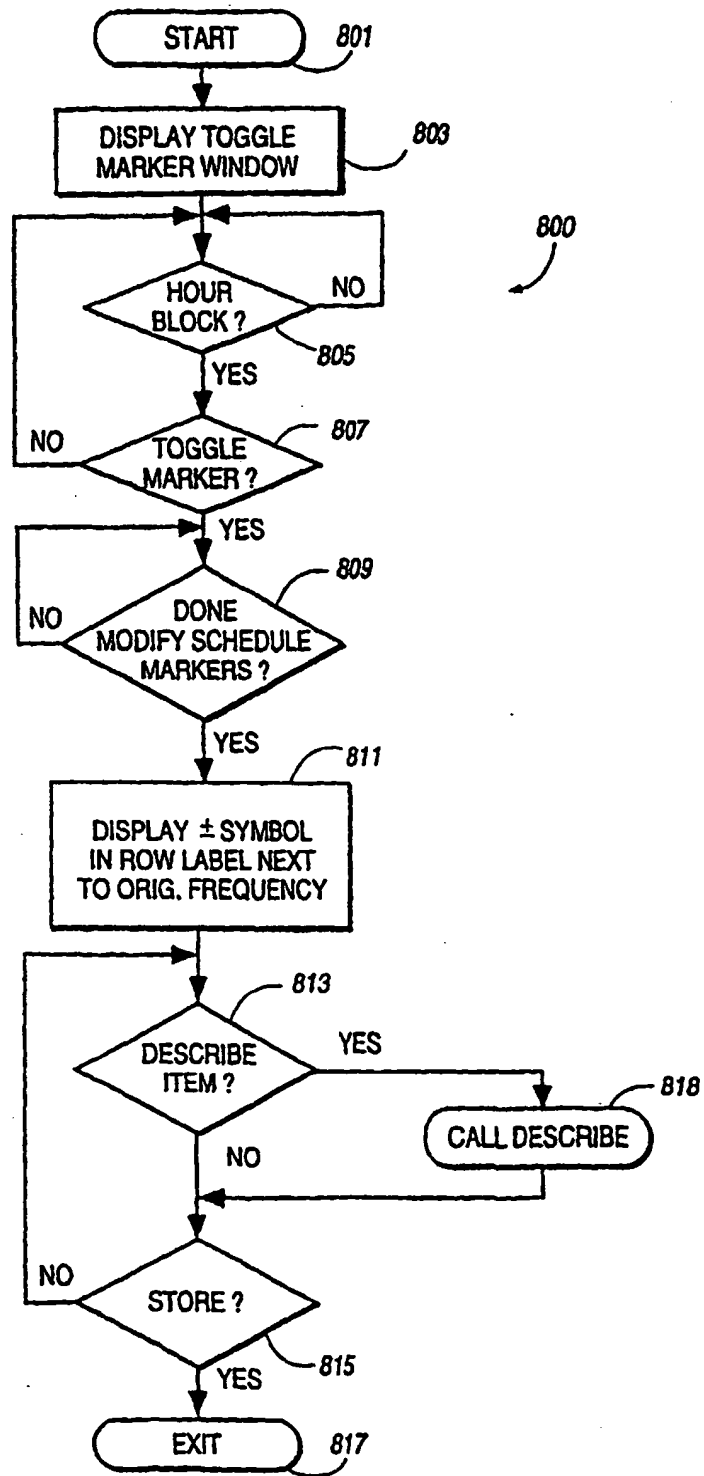 START
801
DISPLAY TOGGLE
MARKER WINDOW
803
800
HOUR
BLOCK ?
NO
805
YES
NO
TOGGLE
MARKER ?
807
YES
NO
DONE
MODIFY SCHEDULE
MARKERS ?
809
YES
811
DISPLAY ± SYMBOL
IN ROW LABEL NEXT
TO ORIG. FREQUENCY
813
DESCRIBE
ITEM ?
YES
818
CALL DESCRIBE
NO
NO
STORE ?
815
YES
EXIT
817